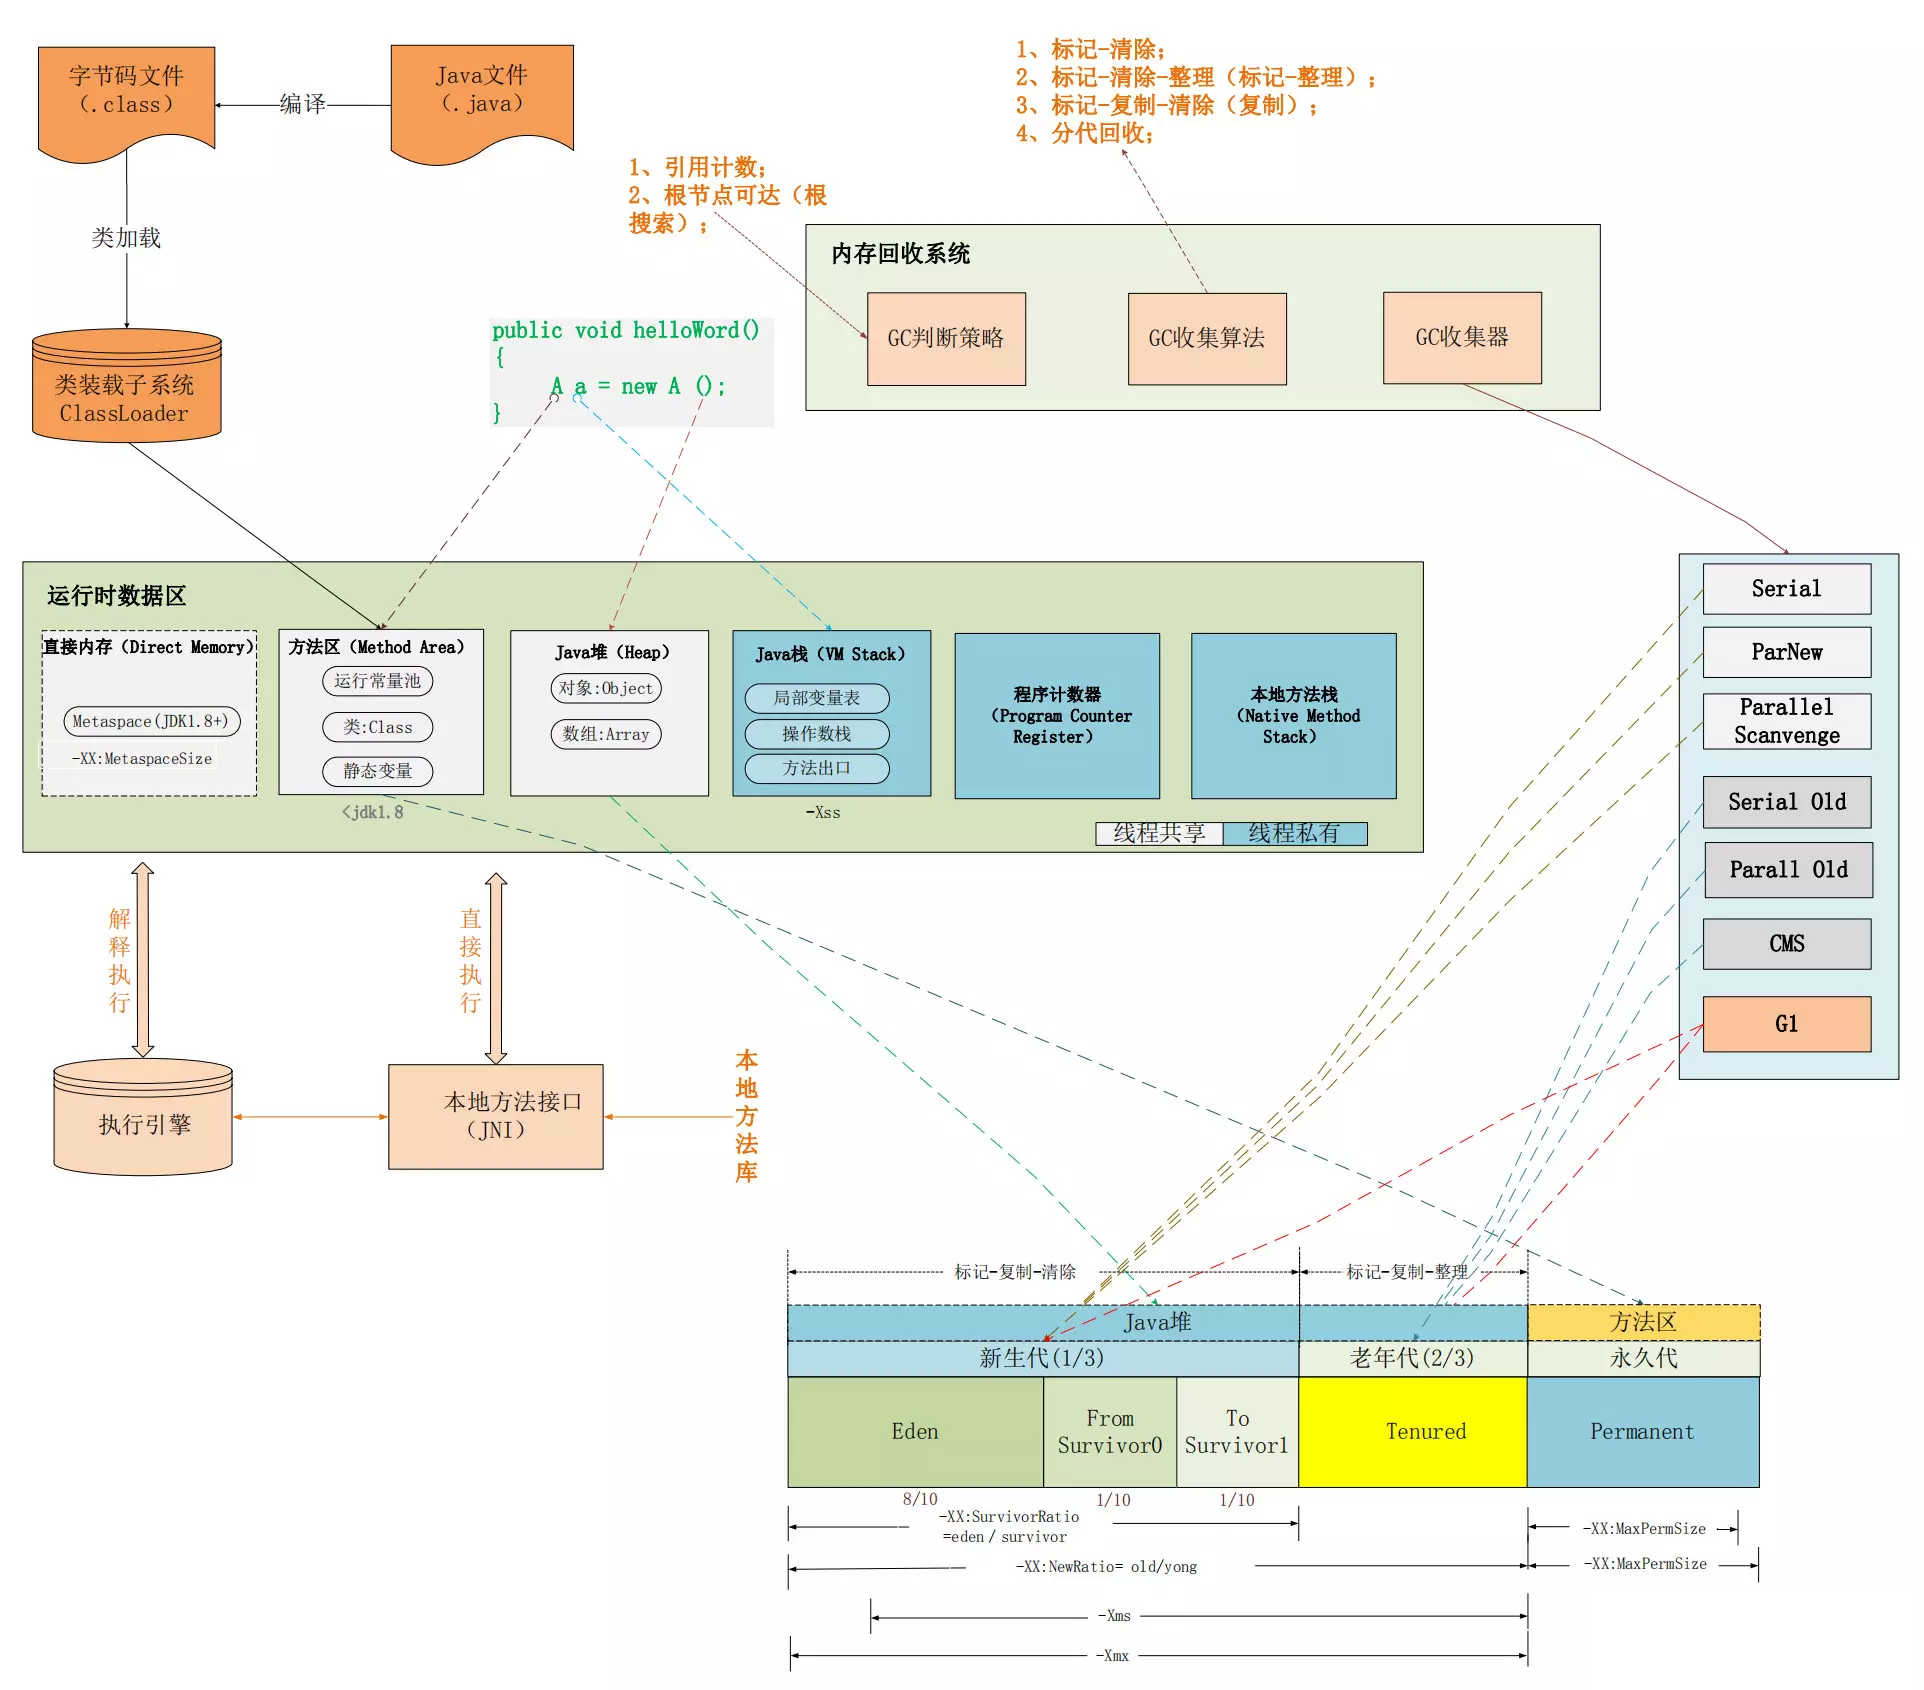 字节码文件
（.class）
编译
Java文件
（.java）
1、标记-清除;
2、标记-清除-整理（标记-整理）;
3、标记-复制-清除（复制）;
4、分代回收;
1、引用计数;
2、根节点可达（根
搜索）;
类加载
内存回收系统
GC判断策略
GC收集算法
GC收集器
类装载子系统
ClassLoader
public void helloWord()
{
A a = new A ();
}
运行时数据区
直接内存（Direct Memory）
Metaspace(JDK1.8+)
-XX:MetaspaceSize
方法区（Method Area）
运行常量池
类:Class
静态变量
<jdk1.8
Java堆（Heap）
对象:Object
数组:Array
Java栈（VM Stack）
局部变量表
操作数栈
方法出口
-Xss
程序计数器
（Program Counter
Register）
本地方法栈
（Native Method
Stack）
线程共享
线程私有
Serial
ParNew
Parallel
Scanvenge
Serial Old
Parall Old
CMS
G1
解释执行
直接执行
执行引擎
本地方法接口
（JNI）
本地方法库
标记-复制-清除
标记-复制-整理
Java堆
方法区
新生代(1/3)
老年代(2/3)
永久代
Eden
From
Survivor0
To
Survivor1
Tenured
Permanent
8/10
1/10
1/10
-XX:SurvivorRatio
=eden/survivor
-XX:MaxPermSize
-XX:NewRatio= old/yong
-XX:MaxPermSize
-Xms
-Xmx